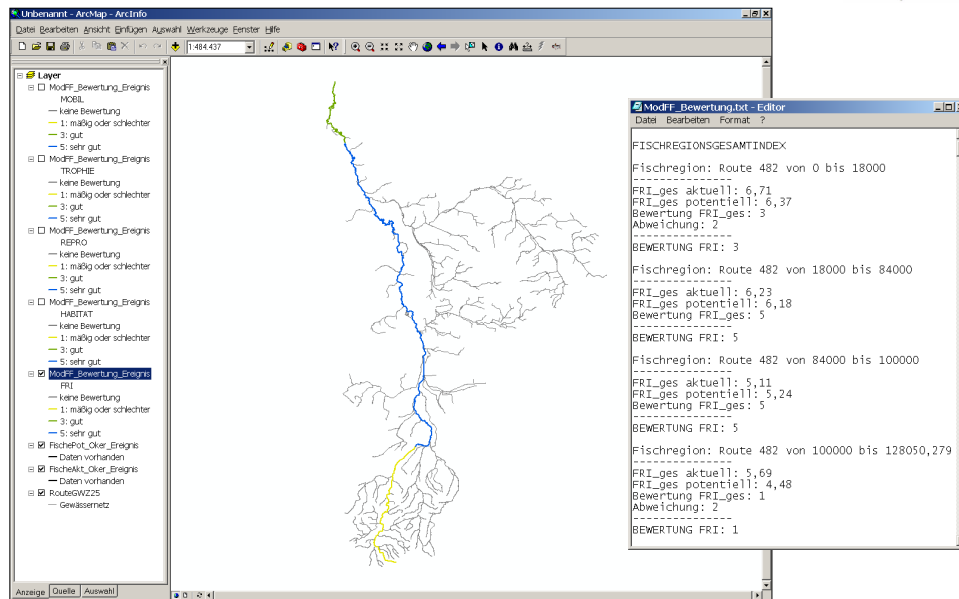 Unbenannt - ArcMap - ArcInfo
Datei Bearbeiten Ansicht Einfügen Auswahl Werkzeuge Fenster Hilfe
1:484.437
Layer
ModFF_Bewertung_Ereignis
MOBIL
keine Bewertung
1: mäßig oder schlechter
3: gut
5: sehr gut
ModFF_Bewertung_Ereignis
TROPHIE
keine Bewertung
1: mäßig oder schlechter
3: gut
5: sehr gut
ModFF_Bewertung_Ereignis
REPRO
keine Bewertung
1: mäßig oder schlechter
3: gut
5: sehr gut
ModFF_Bewertung_Ereignis
HABITAT
keine Bewertung
1: mäßig oder schlechter
3: gut
5: sehr gut
ModFF_Bewertung_Ereignis
FRI
keine Bewertung
1: mäßig oder schlechter
3: gut
5: sehr gut
FischePot_Oker_Ereignis
Daten vorhanden
FischeAkt_Oker_Ereignis
Daten vorhanden
RouteGWZ25
Gewässernetz
Anzeige Quelle Auswahl
ModFF_Bewertung.txt - Editor
Datei Bearbeiten Format ?
FISCHREGIONSGESAMTINDEX
Fischregion: Route 482 von 0 bis 18000
---------------
FRI_ges aktuell: 6,71
FRI_ges potentiell: 6,37
Bewertung FRI_ges: 3
Abweichung: 2
---------------
BEWERTUNG FRI: 3
Fischregion: Route 482 von 18000 bis 84000
---------------
FRI_ges aktuell: 6,23
FRI_ges potentiell: 6,18
Bewertung FRI_ges: 5
---------------
BEWERTUNG FRI: 5
Fischregion: Route 482 von 84000 bis 100000
---------------
FRI_ges aktuell: 5,11
FRI_ges potentiell: 5,24
Bewertung FRI_ges: 5
---------------
BEWERTUNG FRI: 5
Fischregion: Route 482 von 100000 bis 128050,279
---------------
FRI_ges aktuell: 5,69
FRI_ges potentiell: 4,48
Bewertung FRI_ges: 1
Abweichung: 2
---------------
BEWERTUNG FRI: 1